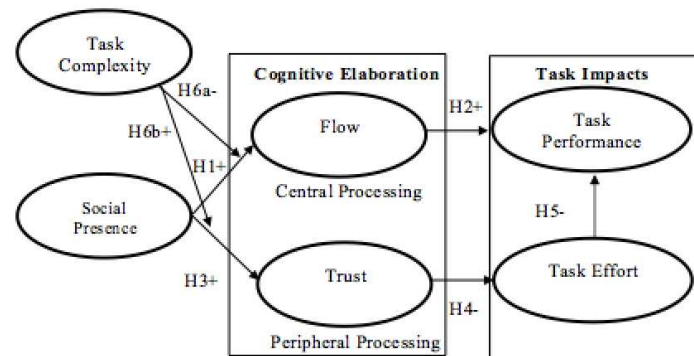 Task
Complexity
H6a-
H6b+
H1+
Social
Presence
H3+
Cognitive Elaboration
Flow
Central Processing
Trust
Peripheral Processing
H2+
H4-
Task Impacts
Task
Performance
H5-
Task Effort